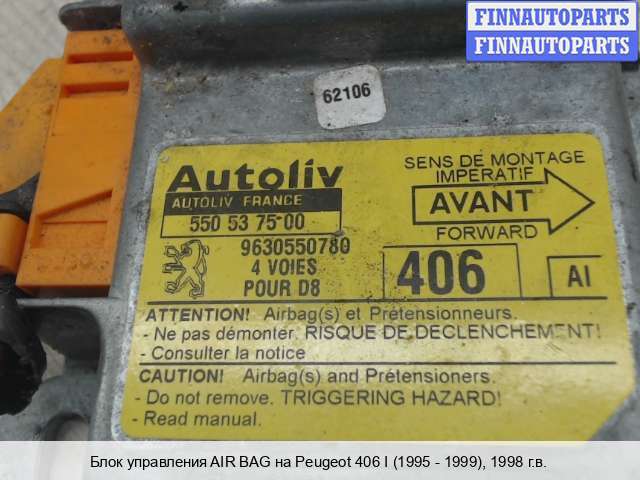 FINNAUTOPARTS
FINNAUTOPARTS
62106
Autoliv
AUTOLIV FRANCE
550 53 75 00
9630550780
4 VOIES
POUR D8
SENS DE MONTAGE
IMPERATIF
AVANT
FORWARD
406
AI
ATTENTION! Airbag(s) et Prétensionneurs.
- Ne pas démonter. RISQUE DE DECLENCHEMENT!
- Consulter la notice
CAUTION! Airbag(s) and Prétensioners.
- Do not remove. TRIGGERING HAZARD!
- Read manual.
Блок управления AIR BAG на Peugeot 406 I (1995 - 1999), 1998 г.в.